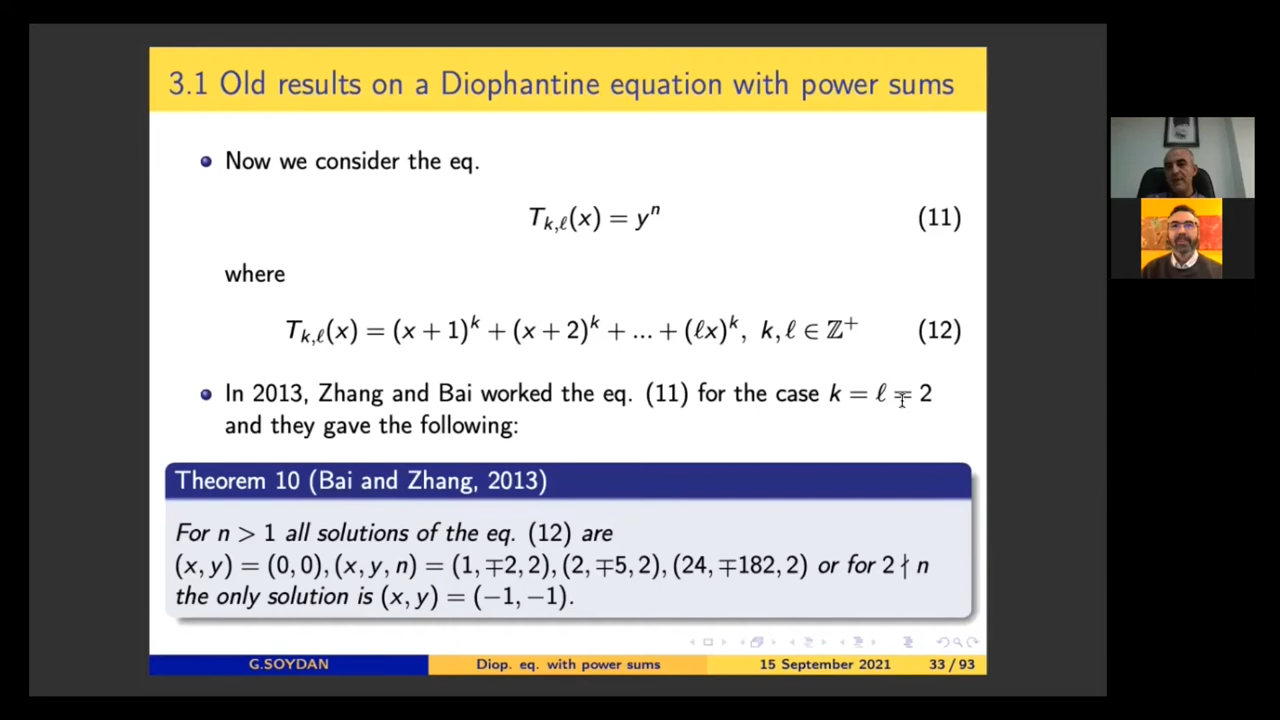 3.1 Old results on a Diophantine equation with power sums
Now we consider the eq.
T_{k,ℓ}(x) = y^n (11)
where
T_{k,ℓ}(x) = (x + 1)^k + (x + 2)^k + ... + (ℓx)^k, k, ℓ ∈ ℤ^+ (12)
In 2013, Zhang and Bai worked the eq. (11) for the case k = ℓ ∓ 2
and they gave the following:
Theorem 10 (Bai and Zhang, 2013)
For n > 1 all solutions of the eq. (12) are
(x, y) = (0, 0), (x, y, n) = (1, ∓2, 2), (2, ∓5, 2), (24, ∓182, 2) or for 2 ∤ n
the only solution is (x, y) = (−1, −1).
G.SOYDAN Diop. eq. with power sums 15 September 2021 33 / 93